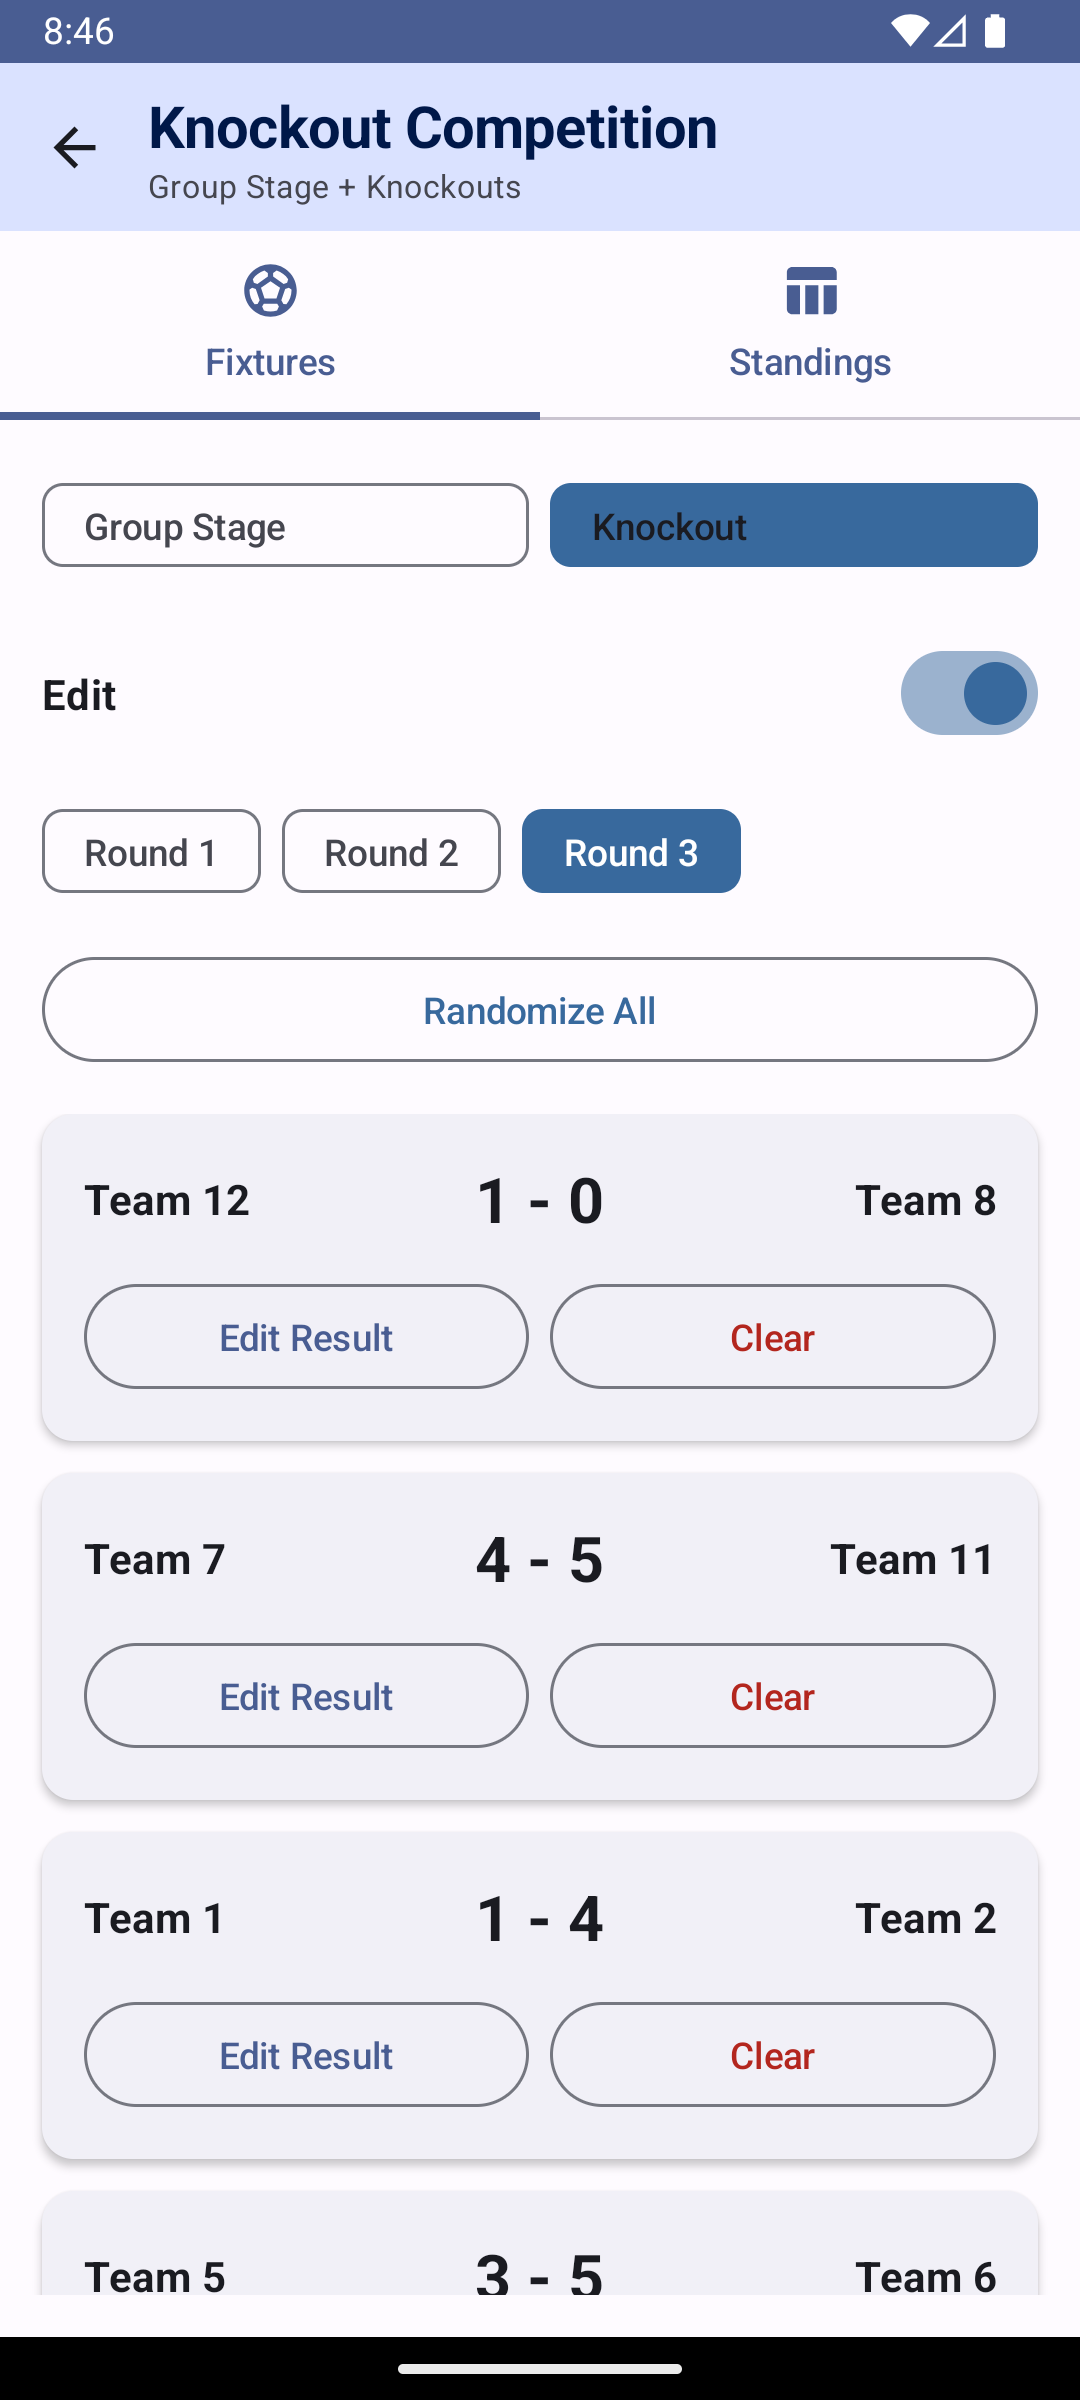 8:46
Knockout Competition
Group Stage + Knockouts
Fixtures
Standings
Group Stage
Knockout
Edit
Round 1
Round 2
Round 3
Randomize All
Team 12
1 - 0
Team 8
Edit Result
Clear
Team 7
4 - 5
Team 11
Edit Result
Clear
Team 1
1 - 4
Team 2
Edit Result
Clear
Team 5
3 - 5
Team 6